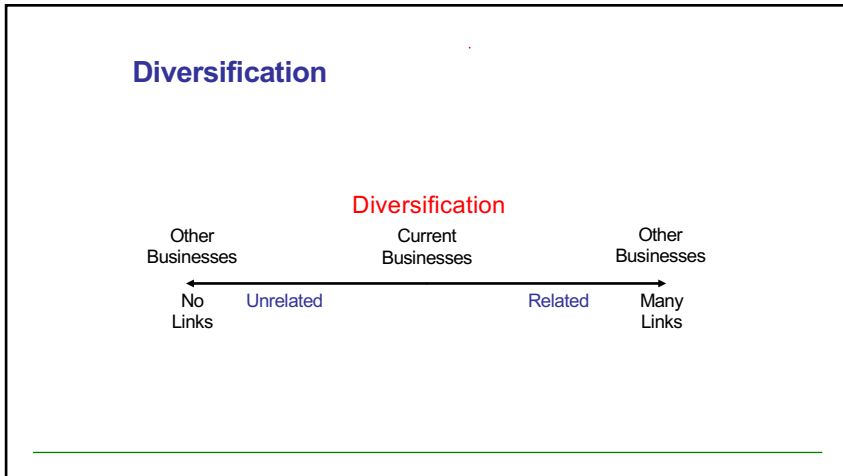 Diversification
Diversification
Other
Businesses
Current
Businesses
Other
Businesses
No
Links
Unrelated
Related
Many
Links